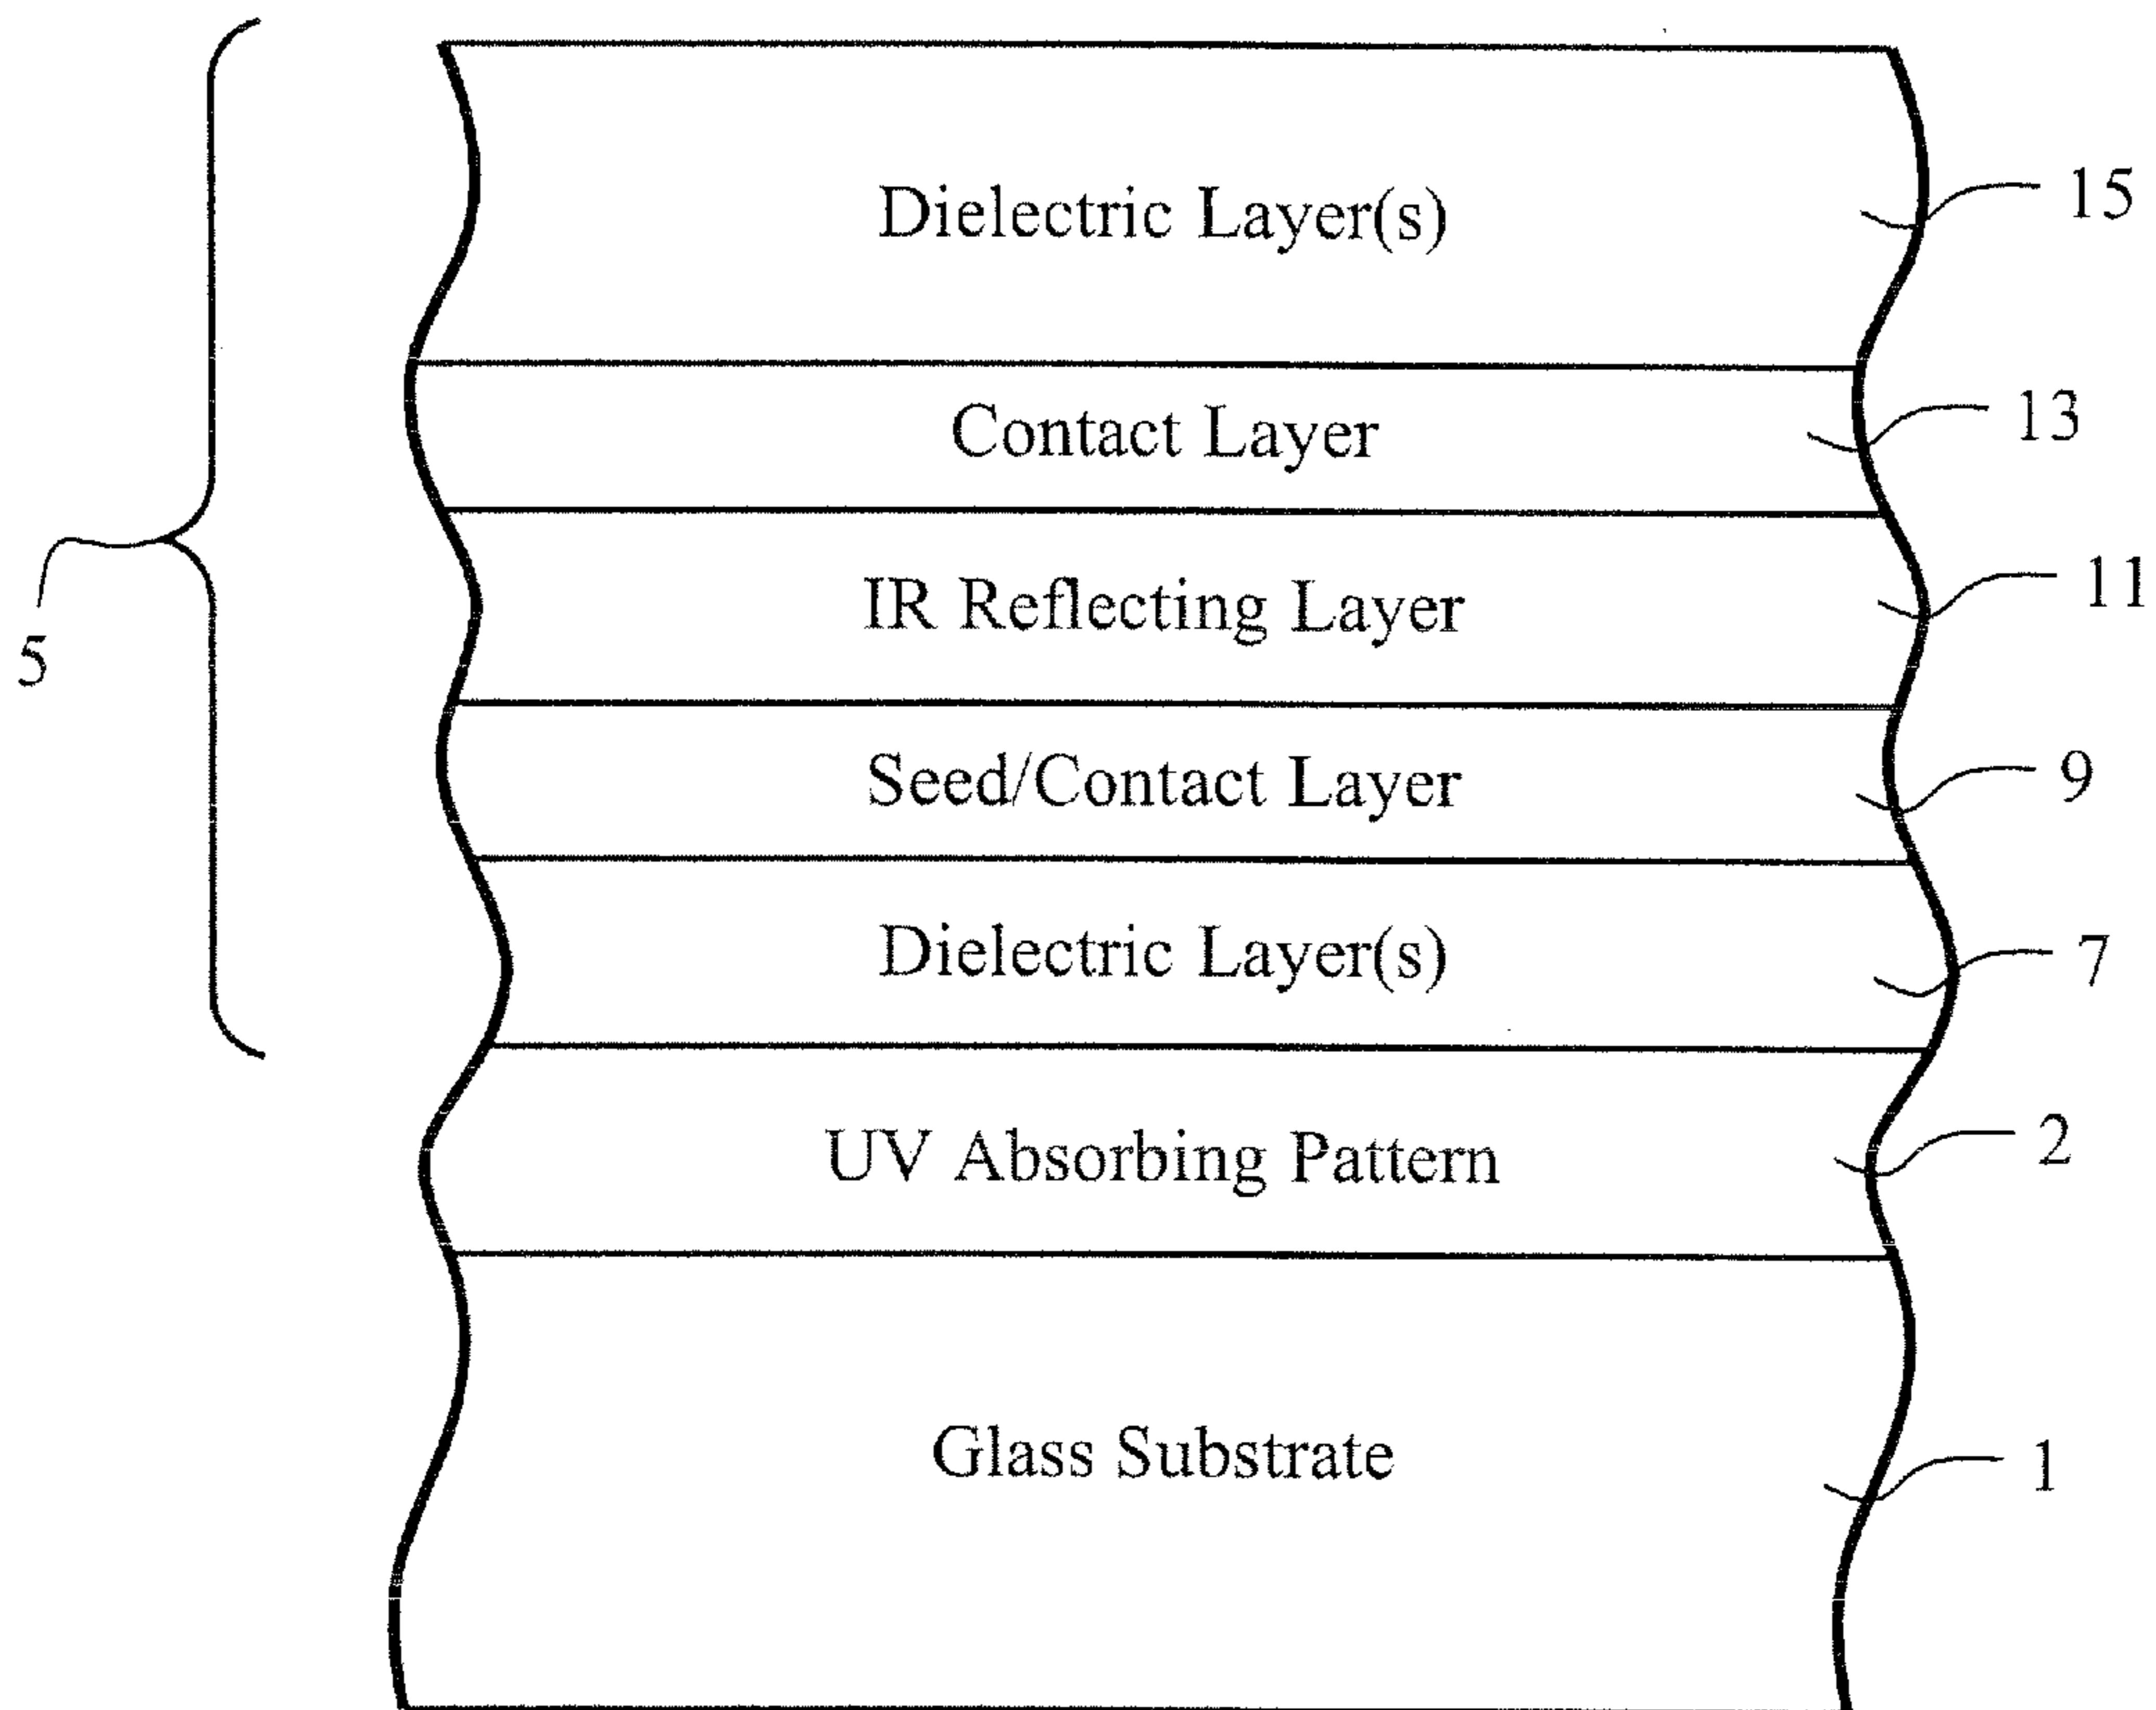 Dielectric Layer(s) 15
Contact Layer 13
IR Reflecting Layer 11
5
Seed/Contact Layer 9
Dielectric Layer(s) 7
UV Absorbing Pattern 2
Glass Substrate 1